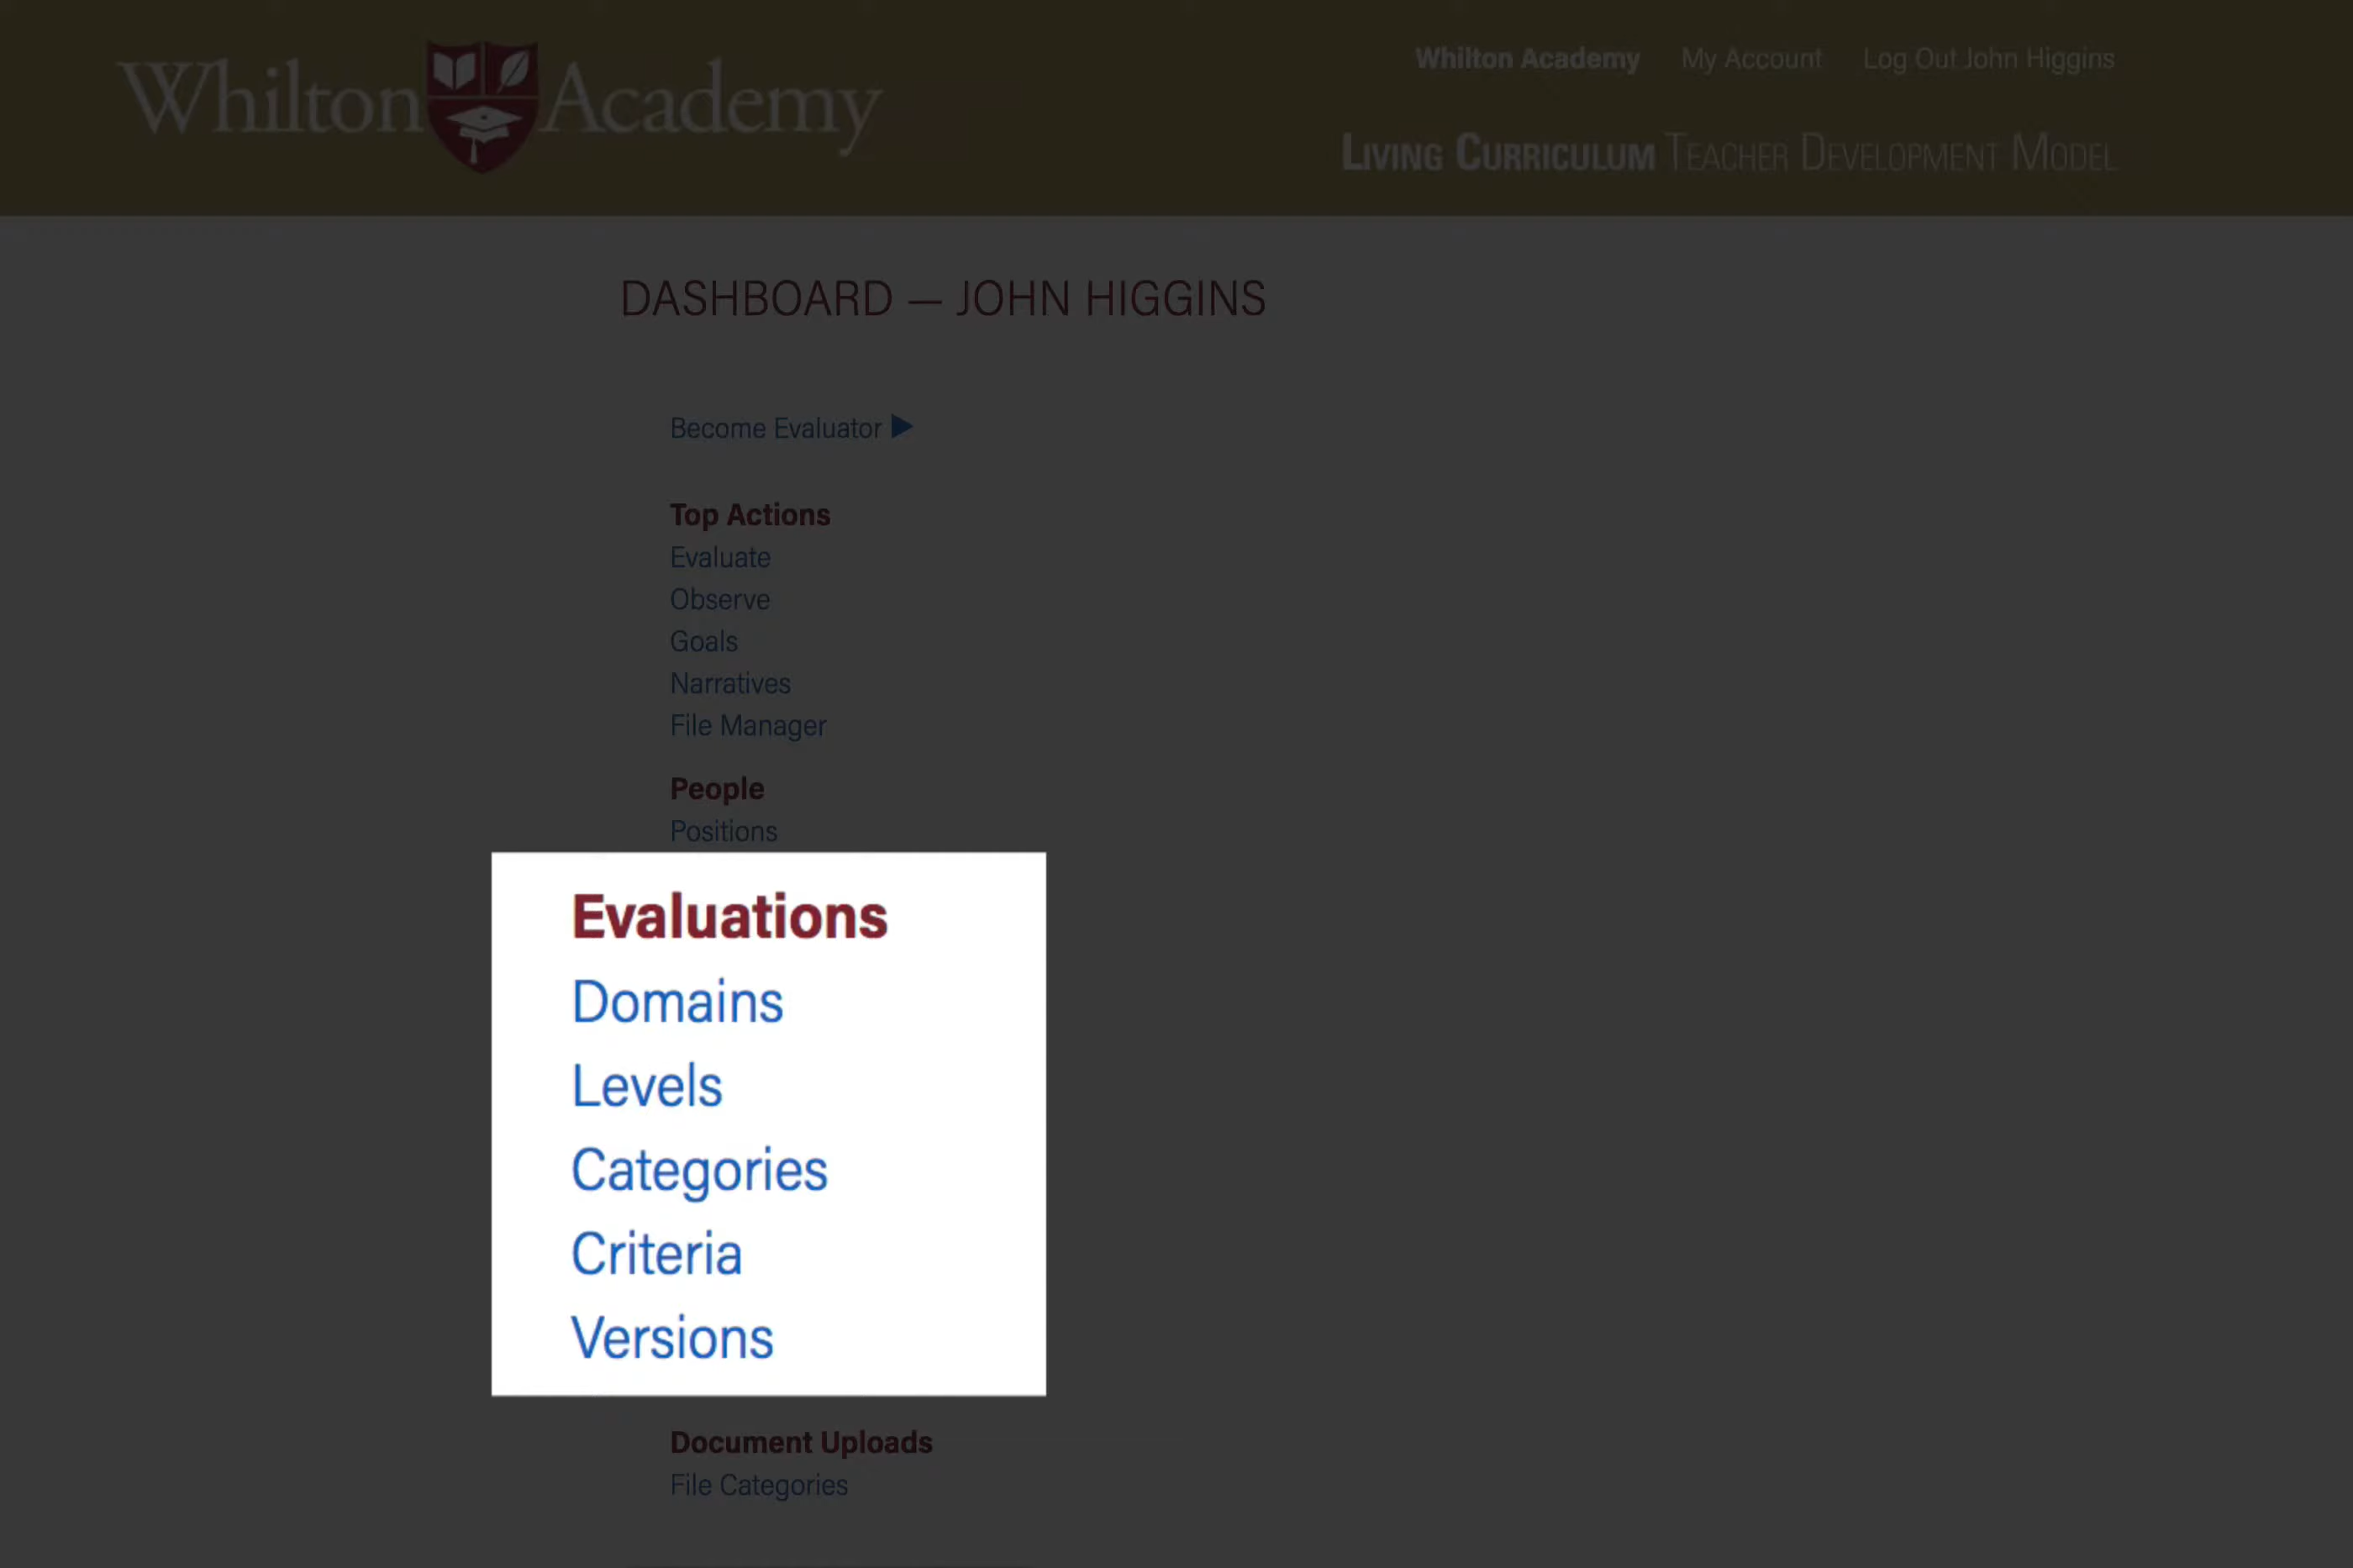 Whilton Academy
Whilton Academy My Account Log Out John Higgins
LIVING CURRICULUM TEACHER DEVELOPMENT MODEL
DASHBOARD — JOHN HIGGINS
Become Evaluator
Top Actions
Evaluate
Observe
Goals
Narratives
File Manager
People
Positions
Evaluations
Domains
Levels
Categories
Criteria
Versions
Document Uploads
File Categories